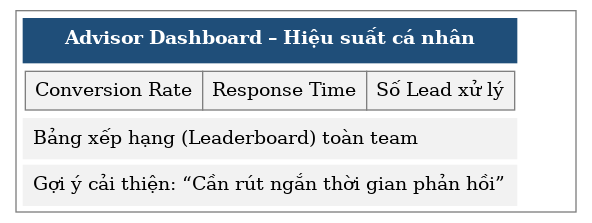 Advisor Dashboard – Hiệu suất cá nhân
Conversion Rate Response Time Số Lead xử lý
Bảng xếp hạng (Leaderboard) toàn team
Gợi ý cải thiện: “Cần rút ngắn thời gian phản hồi”